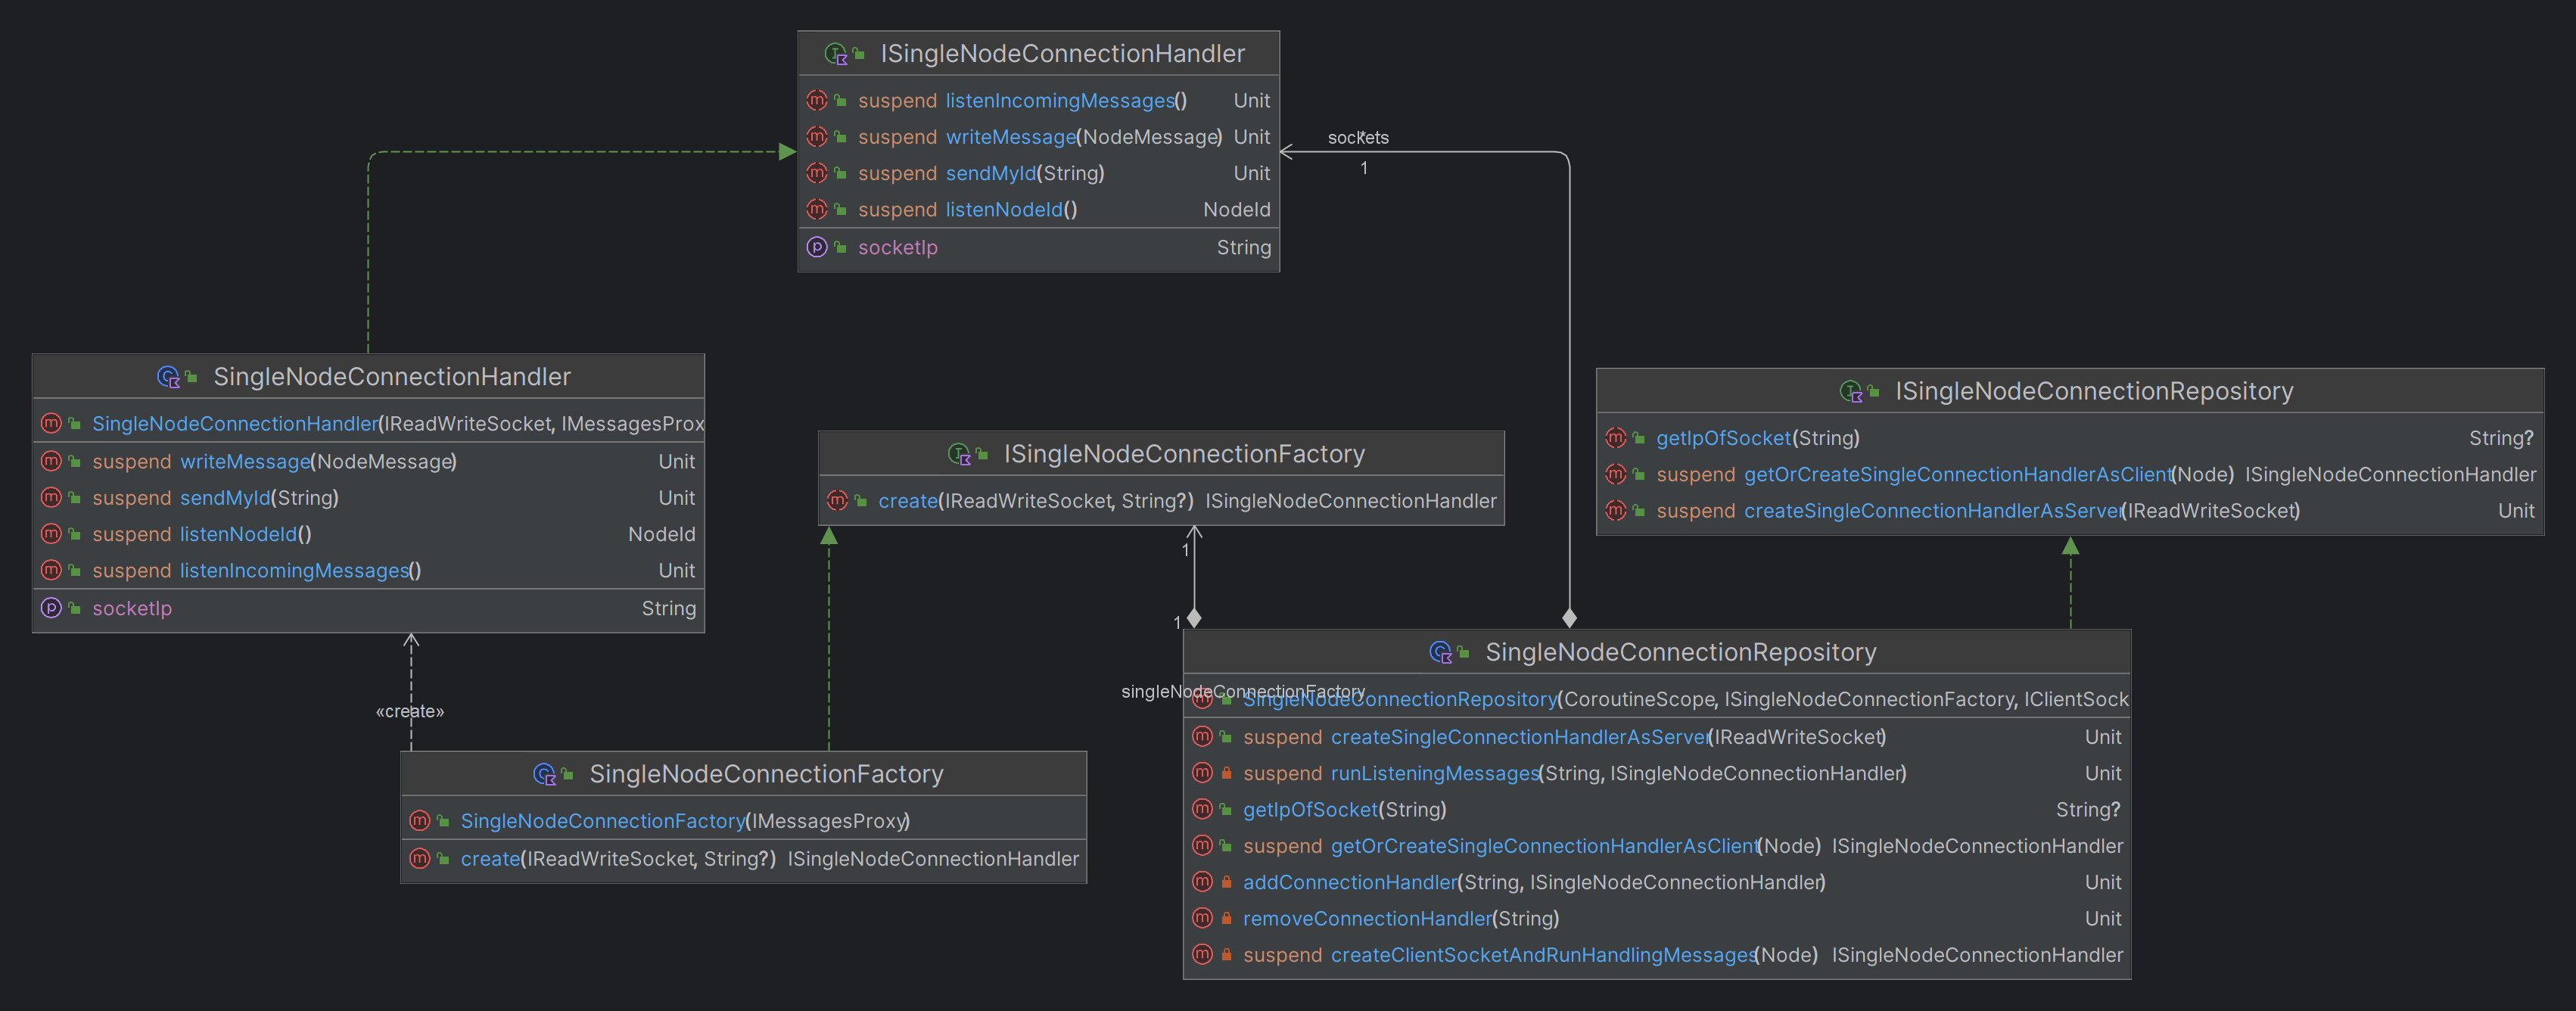 ISingleNodeConnectionHandler
suspend listenIncomingMessages() Unit
suspend writeMessage(NodeMessage) Unit
suspend sendMyId(String) Unit
suspend listenNodeId() NodeId
socketIp String
sockets
*
1
SingleNodeConnectionHandler
SingleNodeConnectionHandler(IReadWriteSocket, IMessagesProx
suspend writeMessage(NodeMessage) Unit
suspend sendMyId(String) Unit
suspend listenNodeId() NodeId
suspend listenIncomingMessages() Unit
socketIp String
ISingleNodeConnectionFactory
create(IReadWriteSocket, String?) ISingleNodeConnectionHandler
ISingleNodeConnectionRepository
getIpOfSocket(String) String?
suspend getOrCreateSingleConnectionHandlerAsClient(Node) ISingleNodeConnectionHandler
suspend createSingleConnectionHandlerAsServer(IReadWriteSocket) Unit
1
1
«create»
SingleNodeConnectionFactory
SingleNodeConnectionFactory(IMessagesProxy)
create(IReadWriteSocket, String?) ISingleNodeConnectionHandler
SingleNodeConnectionRepository
singleNodeConnectionFactory
SingleNodeConnectionRepository(CoroutineScope, ISingleNodeConnectionFactory, IClientSock
suspend createSingleConnectionHandlerAsServer(IReadWriteSocket) Unit
suspend runListeningMessages(String, ISingleNodeConnectionHandler) Unit
getIpOfSocket(String) String?
suspend getOrCreateSingleConnectionHandlerAsClient(Node) ISingleNodeConnectionHandler
addConnectionHandler(String, ISingleNodeConnectionHandler) Unit
removeConnectionHandler(String) Unit
suspend createClientSocketAndRunHandlingMessages(Node) ISingleNodeConnectionHandler